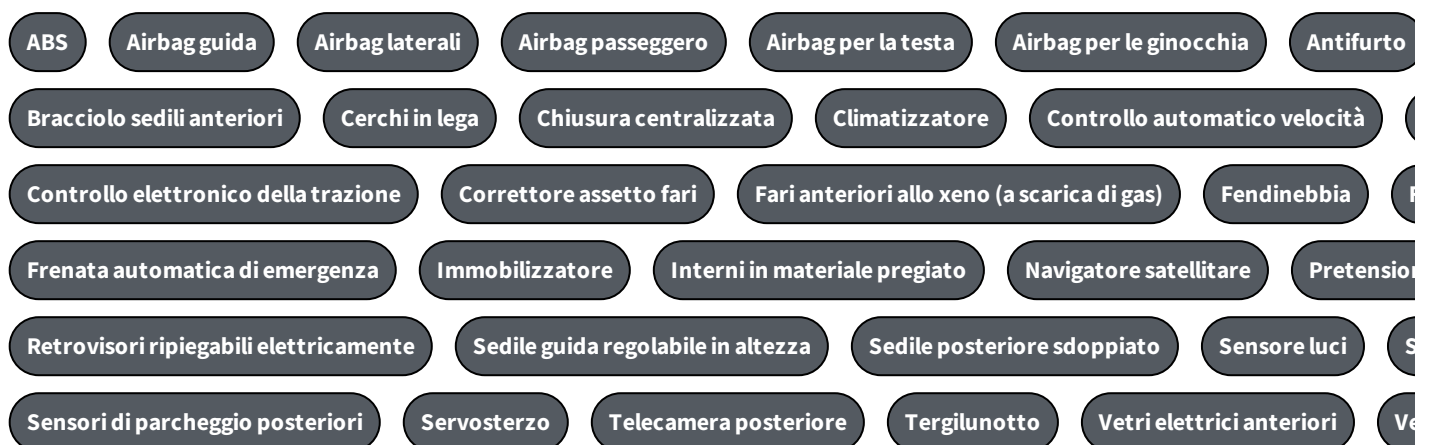 ABS Airbag guida Airbag laterali Airbag passeggero Airbag per la testa Airbag per le ginocchia Antifurto
Bracciolo sedili anteriori Cerchi in lega Chiusura centralizzata Climatizzatore Controllo automatico velocità
Controllo elettronico della trazione Correttore assetto fari Fari anteriori allo xeno (a scarica di gas) Fendinebbia
Frenata automatica di emergenza Immobilizzatore Interni in materiale pregiato Navigatore satellitare
Retrovisori ripiegabili elettricamente Sedile guida regolabile in altezza Sedile posteriore sdoppiato Sensore luci
Sensori di parcheggio posteriori Servosterzo Telecamera posteriore Tergilunotto Vetri elettrici anteriori